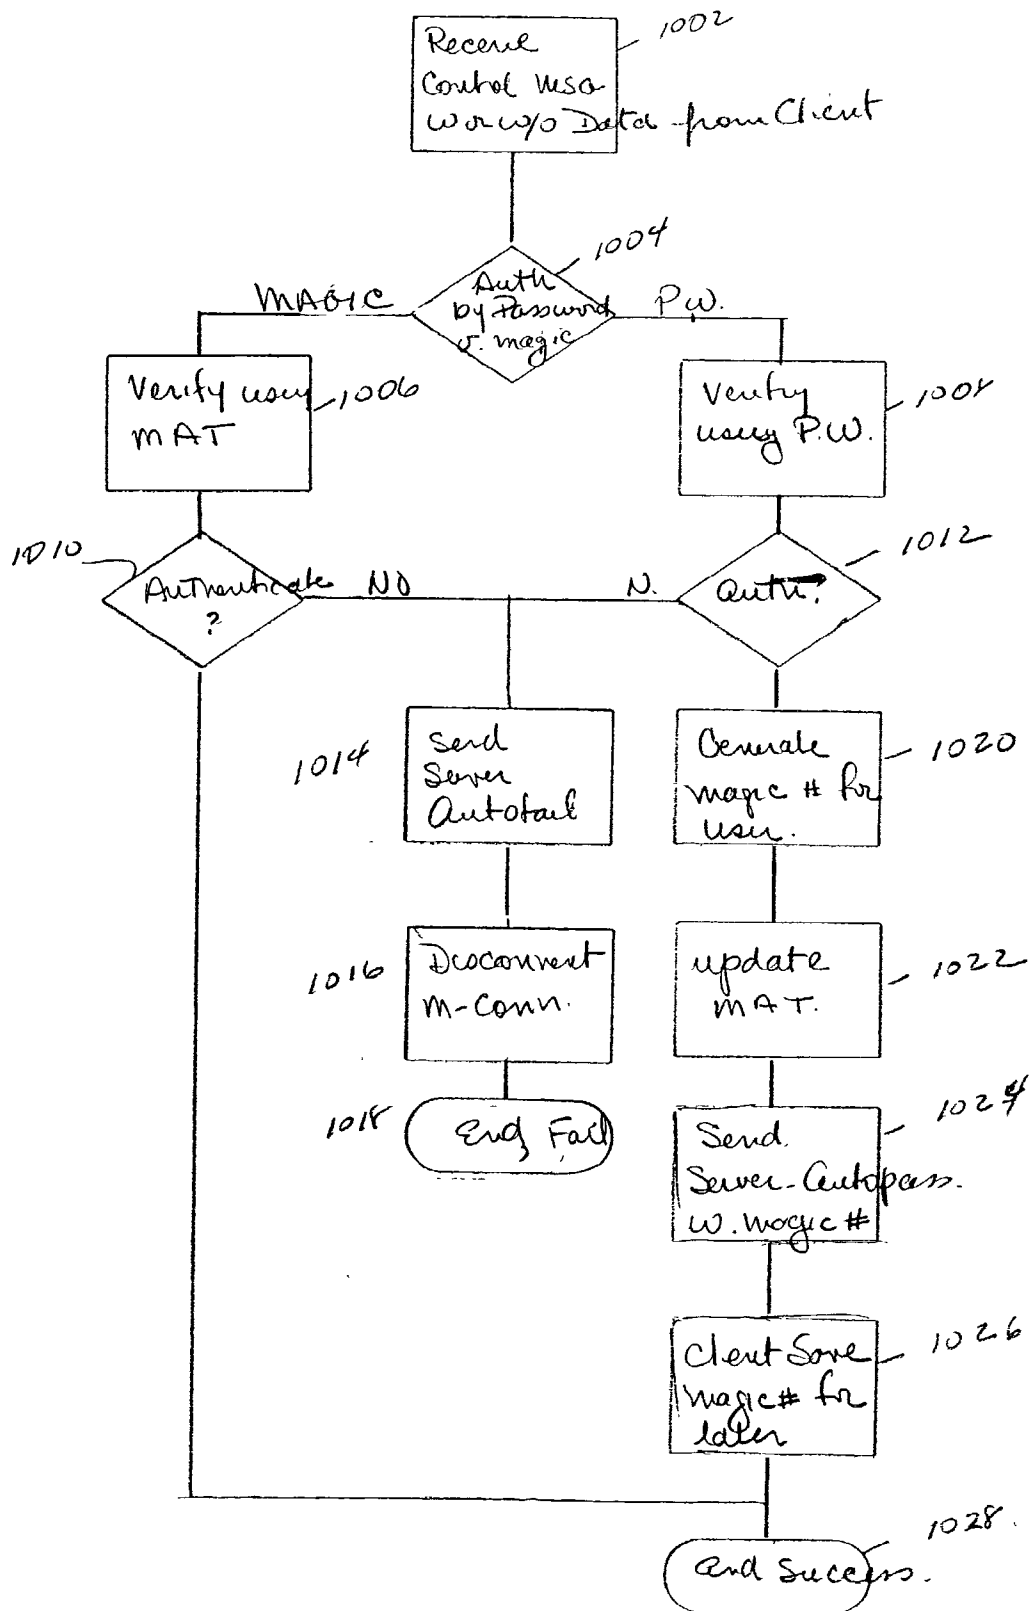 1002
Receive
Control msg
w or w/o Data from Client
1004
Auth
by Password
v. magic
MAGIC
P.W.
Verify using
MAT
1006
Verify
using P.W.
1008
1010
Authenticate
?
NO
N.
Auth?
1012
1014
Send
Server
Autofail
Generate
magic # for
user.
1020
1016
Disconnect
M-Conn.
update
MAT.
1022
1018
End, Fail
Send
Server-Autopass.
w. magic #
1024
Client Save
magic # for
later
1026
1028.
End Success.